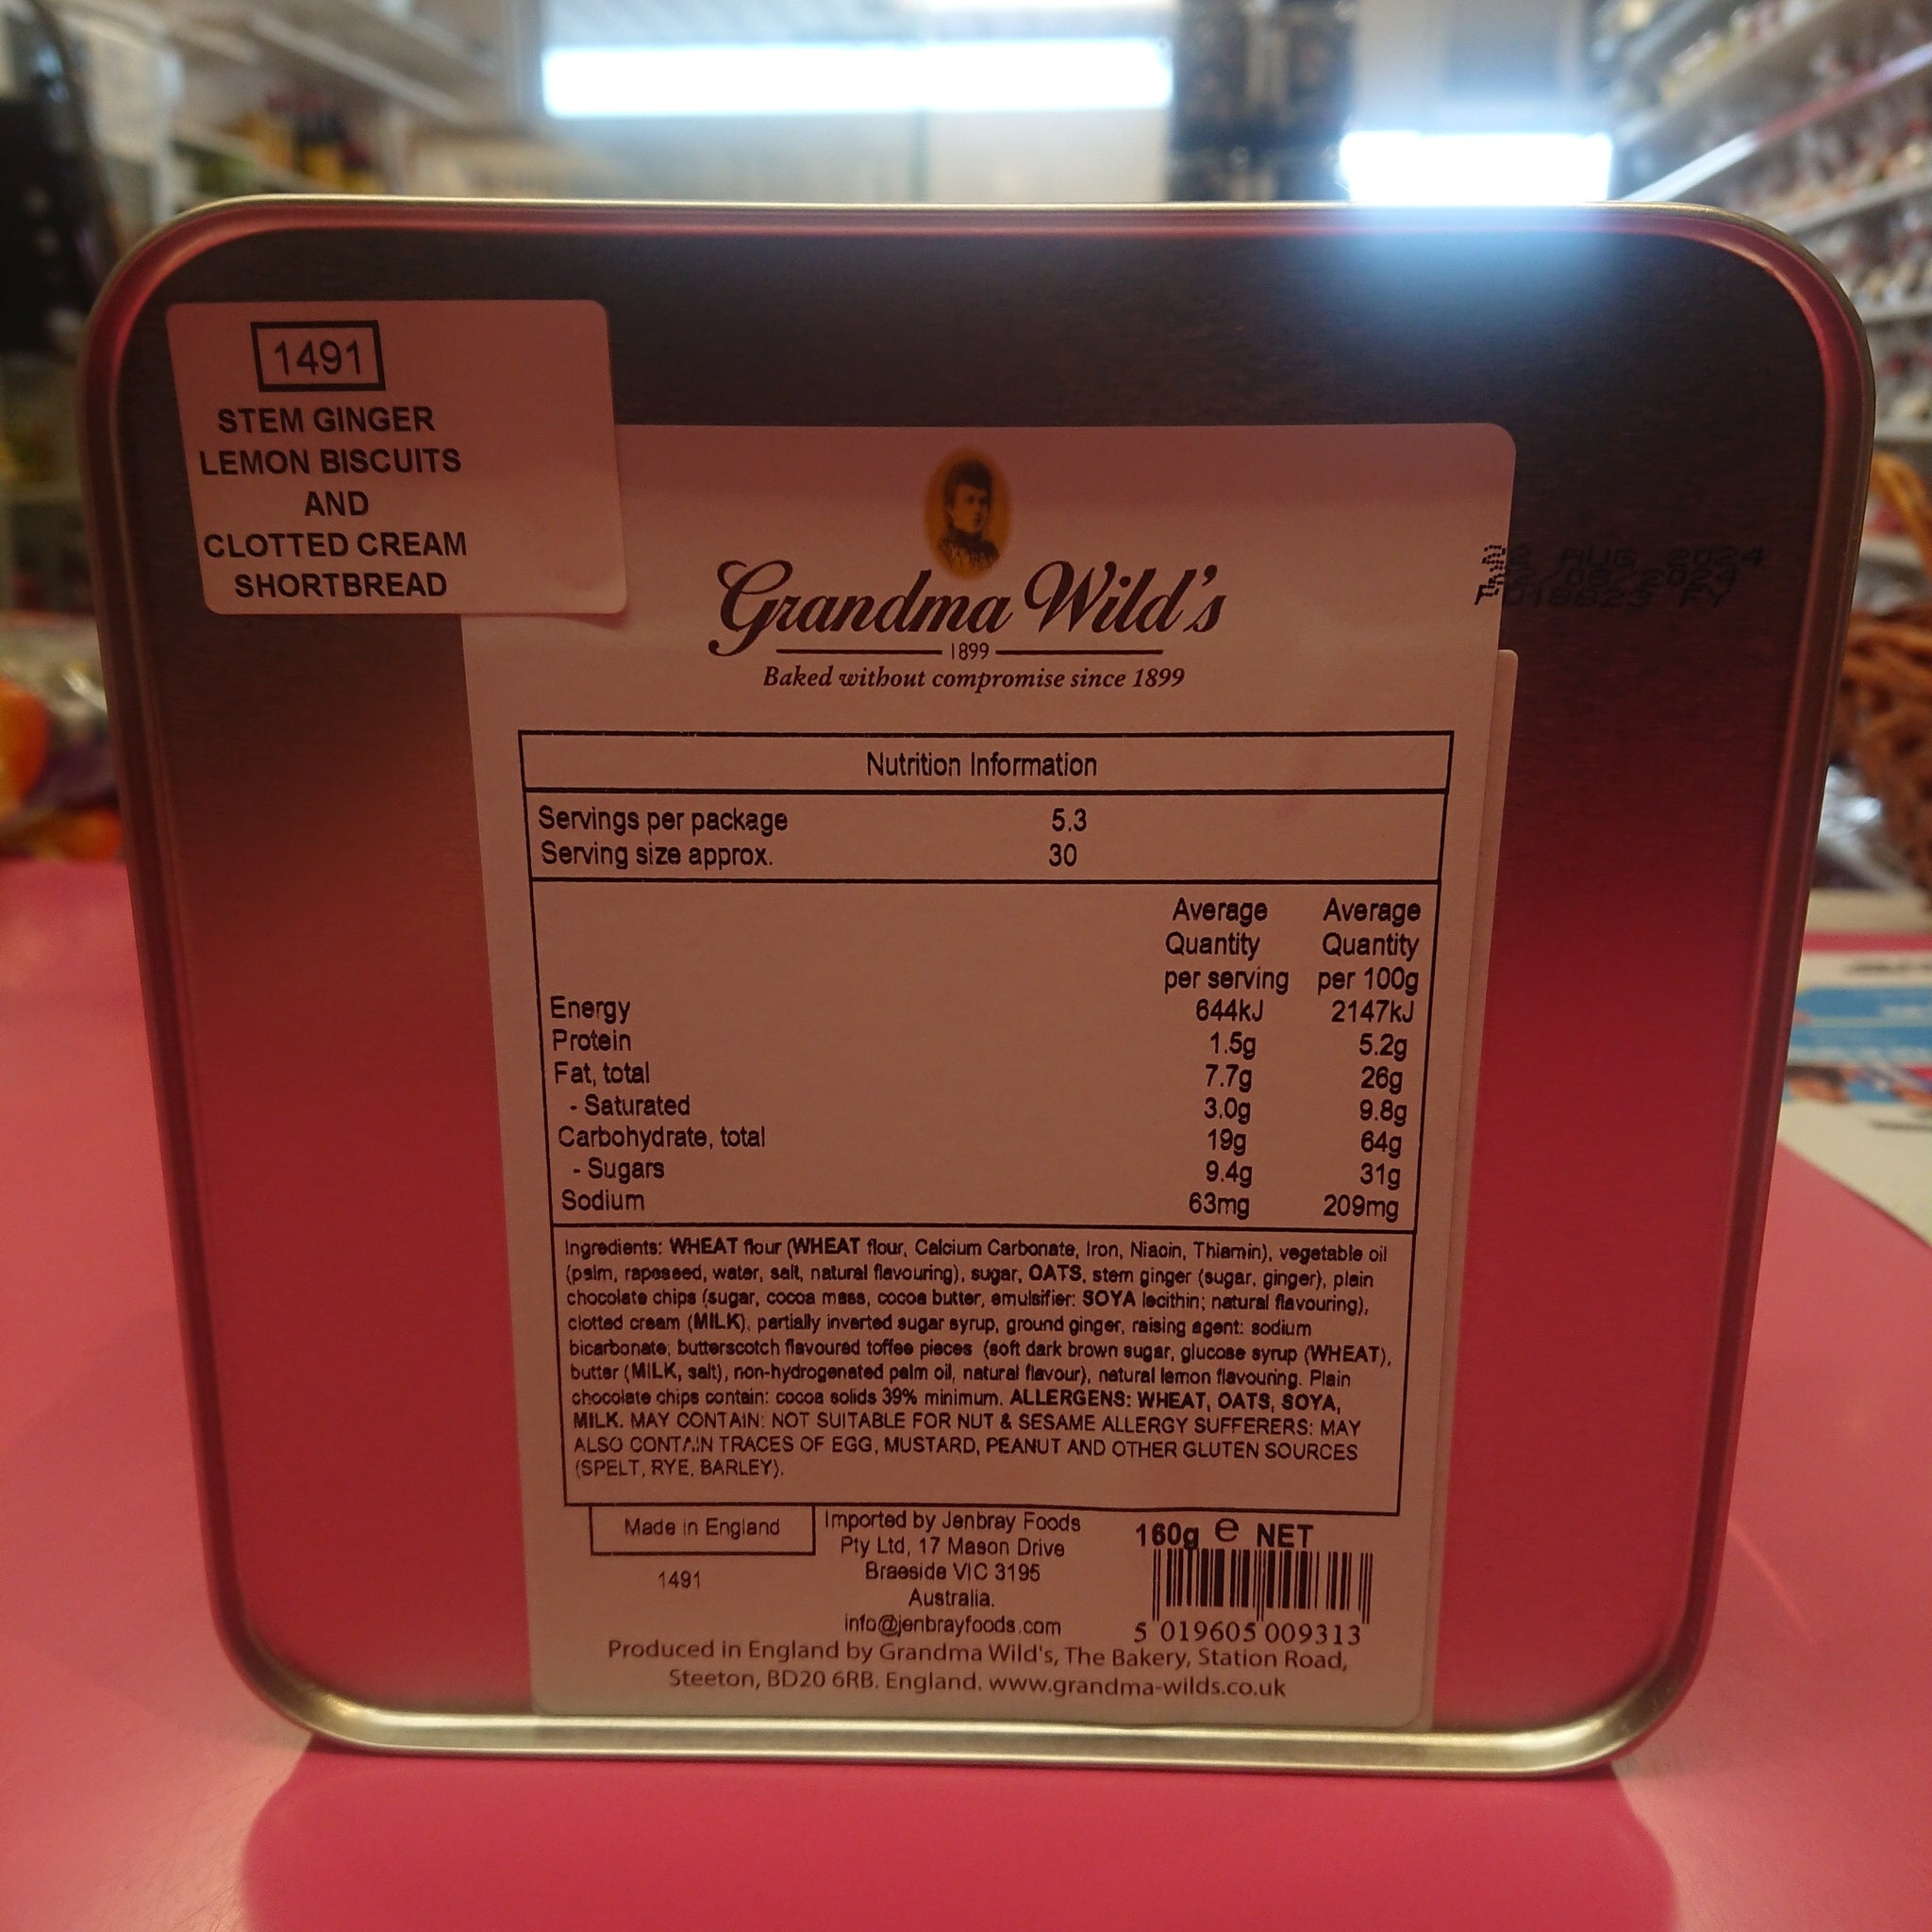 1491
STEM GINGER
LEMON BISCUITS
AND
CLOTTED CREAM
SHORTBREAD
Grandma Wild's
1899
Baked without compromise since 1899
AUG 2024
Nutrition Information
Servings per package 5.3
Serving size approx. 30
Average Average
Quantity Quantity
per serving per 100g
Energy 644kJ 2147kJ
Protein 1.5g 5.2g
Fat, total 7.7g 26g
- Saturated 3.0g 9.8g
Carbohydrate, total 19g 64g
- Sugars 9.4g 31g
Sodium 63mg 209mg
Ingredients: WHEAT flour (WHEAT flour, Calcium Carbonate, Iron, Niacin, Thiamin), vegetable oil
(palm, rapeseed, water, salt, natural flavouring), sugar, OATS, stem ginger (sugar, ginger), plain
chocolate chips (sugar, cocoa mass, cocoa butter, emulsifier: SOYA lecithin; natural flavouring),
clotted cream (MILK), partially inverted sugar syrup, ground ginger, raising agent: sodium
bicarbonate; butterscotch flavoured toffee pieces (soft dark brown sugar, glucose syrup (WHEAT),
butter (MILK, salt), non-hydrogenated palm oil, natural flavour), natural lemon flavouring. Plain
chocolate chips contain: cocoa solids 39% minimum. ALLERGENS: WHEAT, OATS, SOYA,
MILK. MAY CONTAIN: NOT SUITABLE FOR NUT & SESAME ALLERGY SUFFERERS: MAY
ALSO CONTAIN TRACES OF EGG, MUSTARD, PEANUT AND OTHER GLUTEN SOURCES
(SPELT, RYE, BARLEY).
Made in England
1491
Imported by Jenbray Foods
Pty Ltd, 17 Mason Drive
Braeside VIC 3195
Australia.
info@jenbrayfoods.com
160g e NET
5 019605 009313
Produced in England by Grandma Wild's, The Bakery, Station Road,
Steeton, BD20 6RB. England. www.grandma-wilds.co.uk